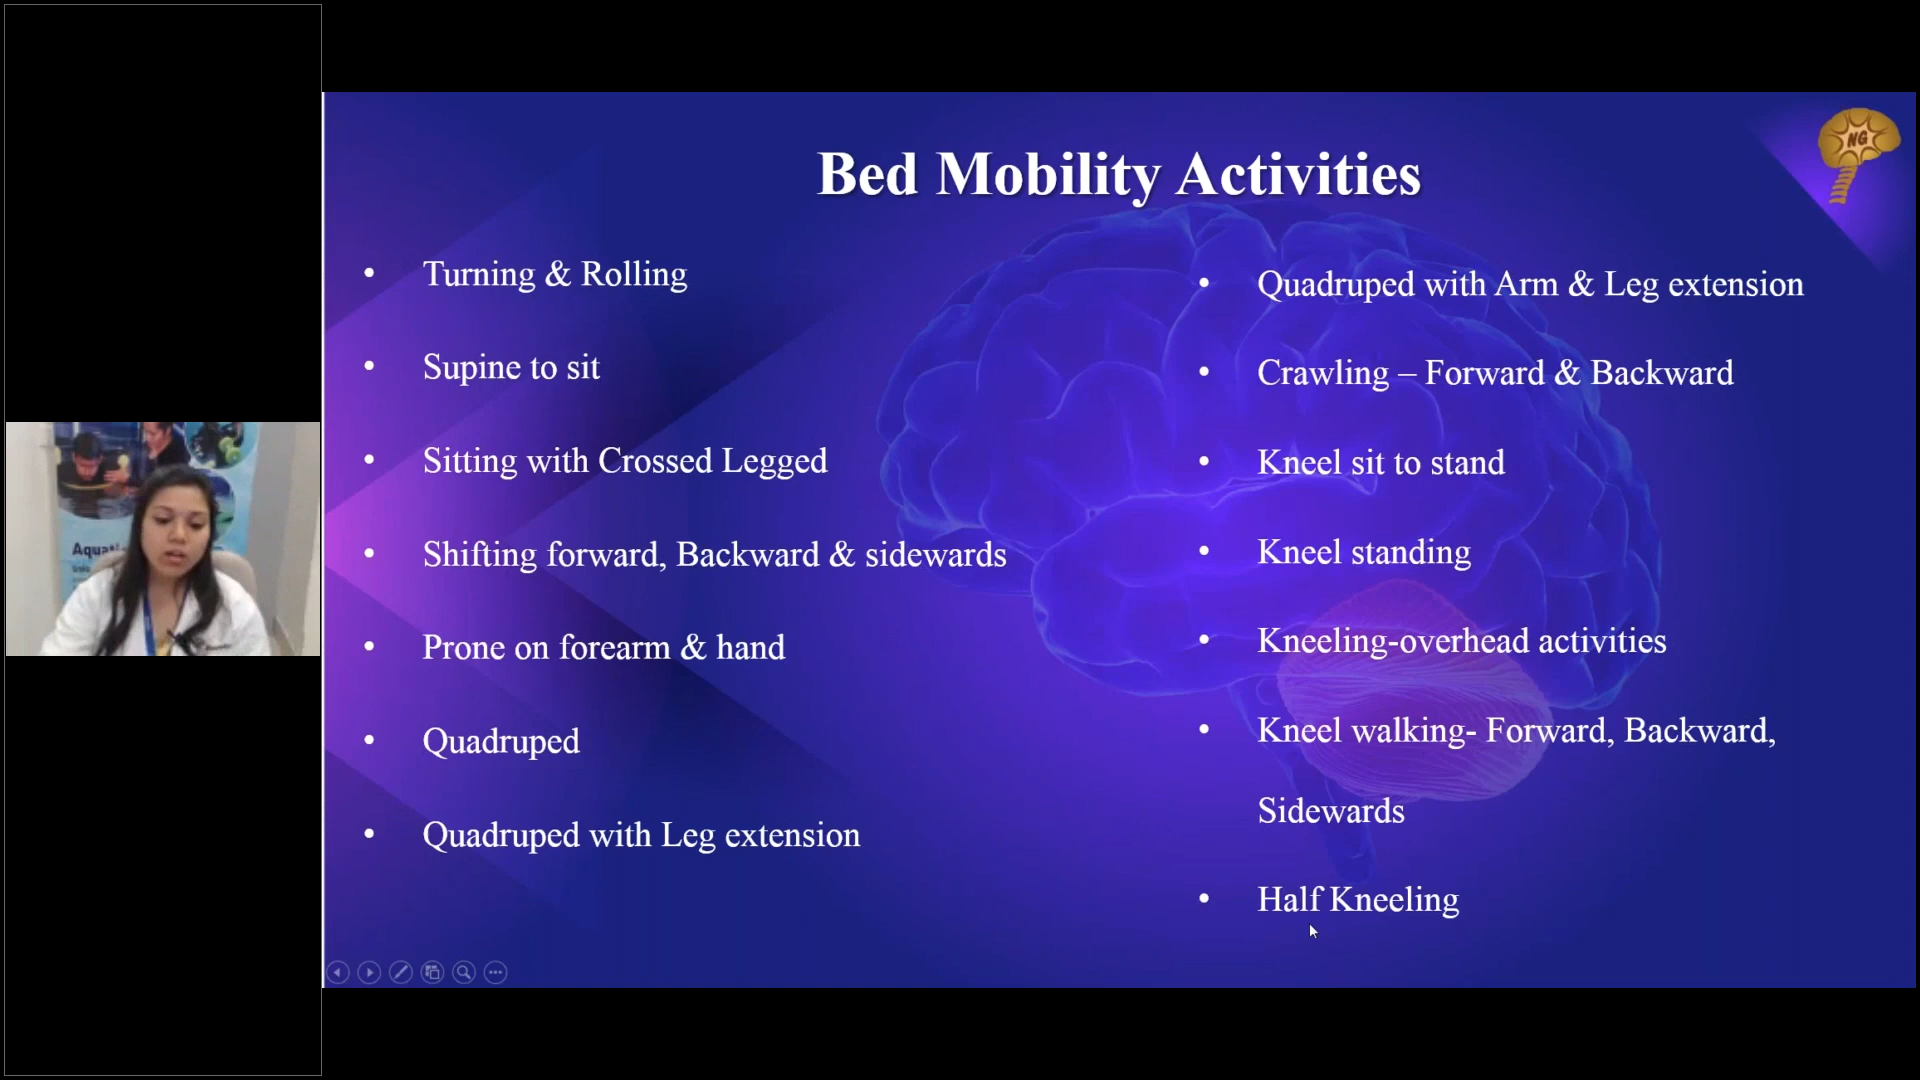 Bed Mobility Activities
NG
• Turning & Rolling
• Supine to sit
• Sitting with Crossed Legged
• Shifting forward, Backward & sidewards
• Prone on forearm & hand
• Quadruped
• Quadruped with Leg extension
• Quadruped with Arm & Leg extension
• Crawling – Forward & Backward
• Kneel sit to stand
• Kneel standing
• Kneeling-overhead activities
• Kneel walking- Forward, Backward,
Sidewards
• Half Kneeling